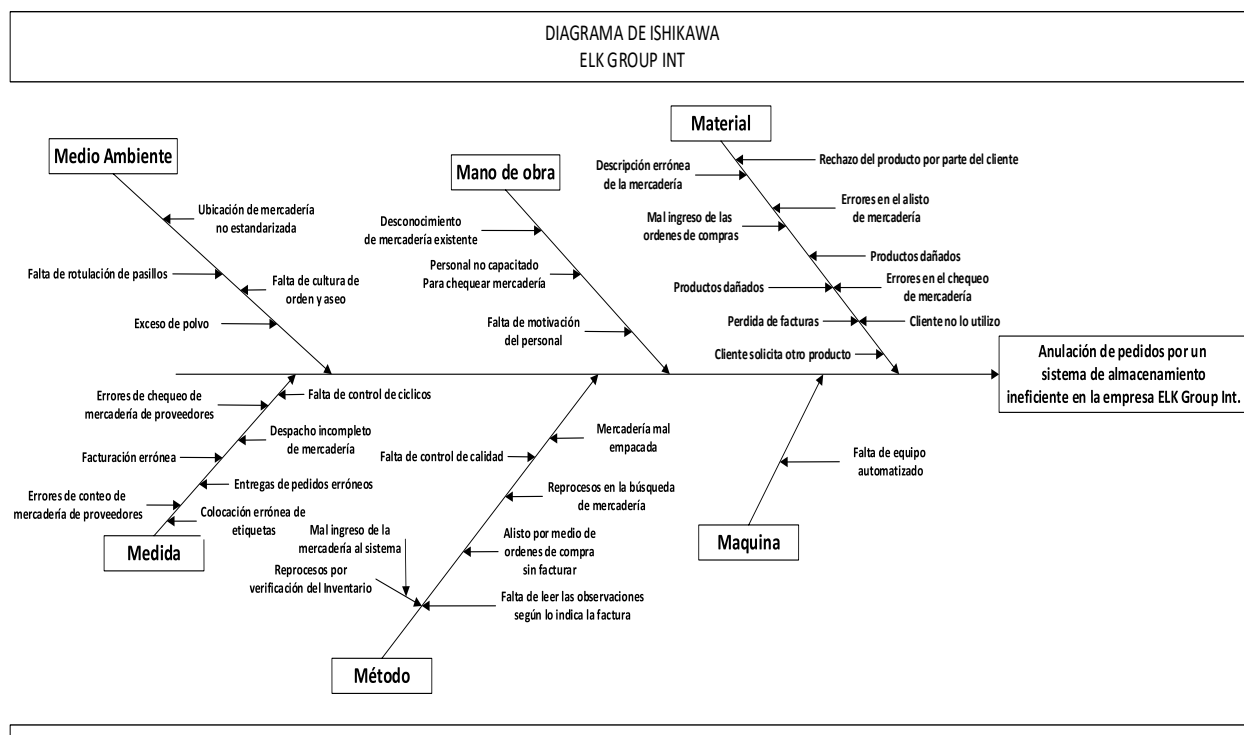 DIAGRAMA DE ISHIKAWA
ELK GROUP INT
Medio Ambiente
Ubicación de mercadería
no estandarizada
Falta de rotulación de pasillos
Falta de cultura de
orden y aseo
Exceso de polvo
Mano de obra
Desconocimiento
de mercadería existente
Personal no capacitado
Para chequear mercadería
Falta de motivación
del personal
Material
Rechazo del producto por parte del cliente
Descripción errónea
de la mercadería
Errores en el alisto
de mercadería
Mal ingreso de las
ordenes de compras
Productos dañados
Productos dañados
Errores en el chequeo
de mercadería
Perdida de facturas
Cliente no lo utilizo
Cliente solicita otro producto
Anulación de pedidos por un
sistema de almacenamiento
ineficiente en la empresa ELK Group Int.
Falta de control de ciclicos
Errores de chequeo de
mercadería de proveedores
Despacho incompleto
de mercadería
Facturación errónea
Entregas de pedidos erróneos
Errores de conteo de
mercadería de proveedores
Colocación errónea de
etiquetas
Medida
Mercadería mal
empacada
Falta de control de calidad
Reprocesos en la búsqueda
de mercadería
Alisto por medio de
ordenes de compra
sin facturar
Mal ingreso de la
mercadería al sistema
Reprocesos por
verificación del Inventario
Falta de leer las observaciones
según lo indica la factura
Método
Falta de equipo
automatizado
Maquina